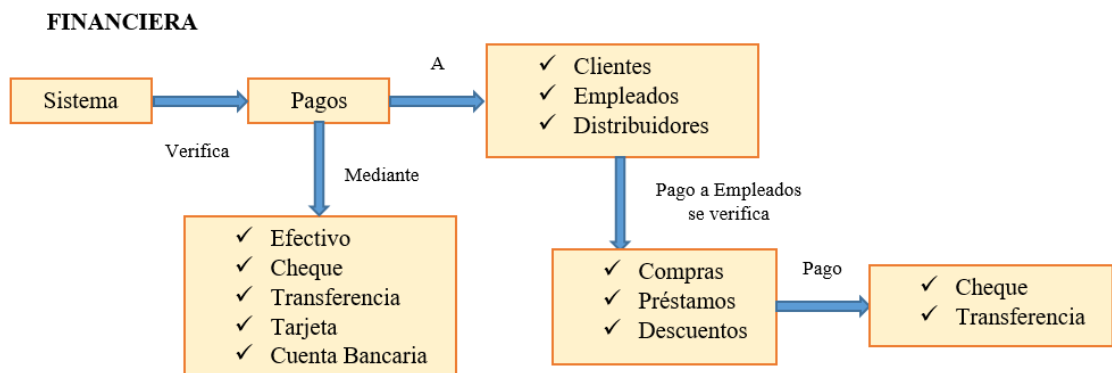 FINANCIERA
Sistema
Verifica
Pagos
A
✓ Clientes
✓ Empleados
✓ Distribuidores
Mediante
✓ Efectivo
✓ Cheque
✓ Transferencia
✓ Tarjeta
✓ Cuenta Bancaria
Pago a Empleados
se verifica
✓ Compras
✓ Préstamos
✓ Descuentos
Pago
✓ Cheque
✓ Transferencia